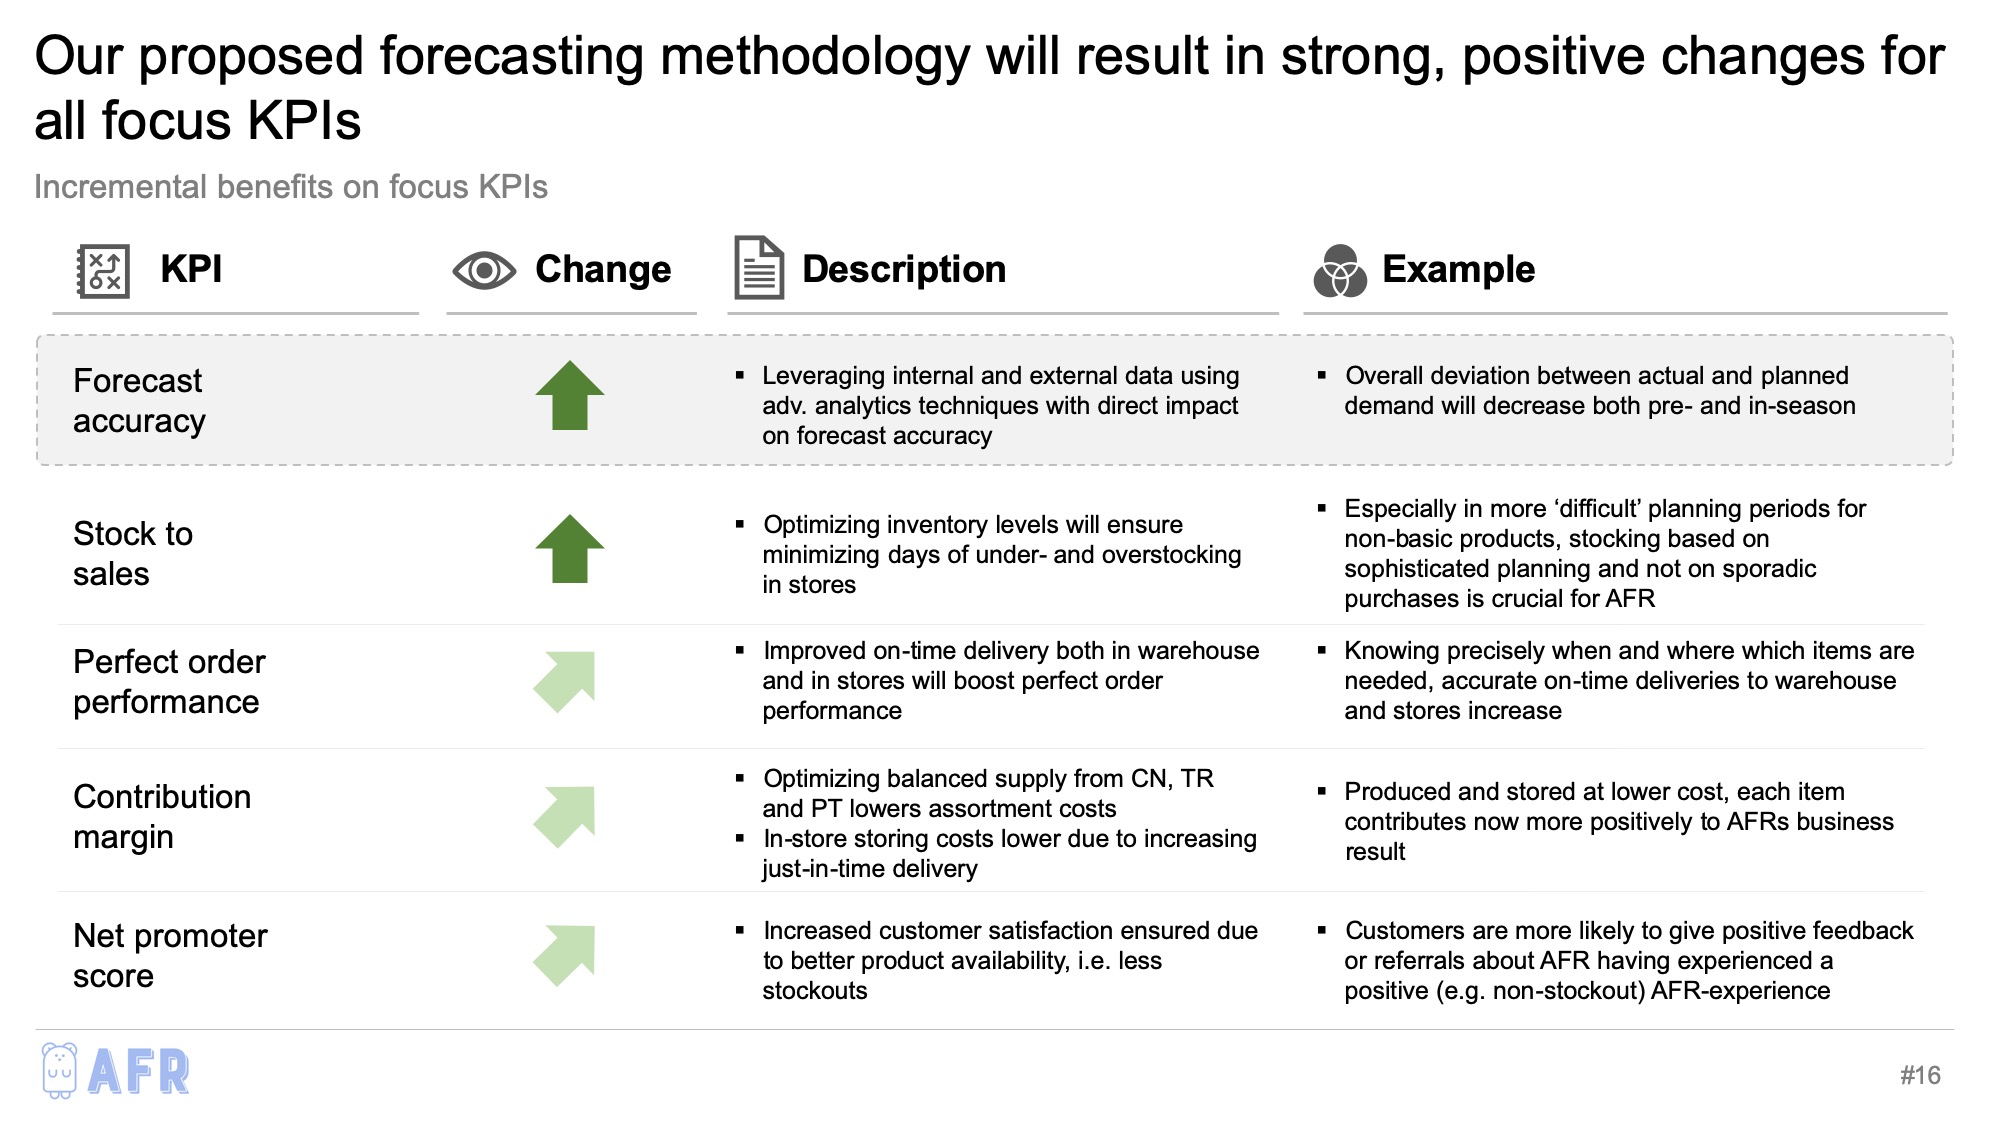 Our proposed forecasting methodology will result in strong, positive changes for
all focus KPIs
Incremental benefits on focus KPIs
KPI
Change
Description
Example
Forecast
accuracy
▪ Leveraging internal and external data using
adv. analytics techniques with direct impact
on forecast accuracy
▪ Overall deviation between actual and planned
demand will decrease both pre- and in-season
Stock to
sales
▪ Optimizing inventory levels will ensure
minimizing days of under- and overstocking
in stores
▪ Especially in more ‘difficult’ planning periods for
non-basic products, stocking based on
sophisticated planning and not on sporadic
purchases is crucial for AFR
Perfect order
performance
▪ Improved on-time delivery both in warehouse
and in stores will boost perfect order
performance
▪ Knowing precisely when and where which items are
needed, accurate on-time deliveries to warehouse
and stores increase
Contribution
margin
▪ Optimizing balanced supply from CN, TR
and PT lowers assortment costs
▪ In-store storing costs lower due to increasing
just-in-time delivery
▪ Produced and stored at lower cost, each item
contributes now more positively to AFRs business
result
Net promoter
score
▪ Increased customer satisfaction ensured due
to better product availability, i.e. less
stockouts
▪ Customers are more likely to give positive feedback
or referrals about AFR having experienced a
positive (e.g. non-stockout) AFR-experience
AFR
#16